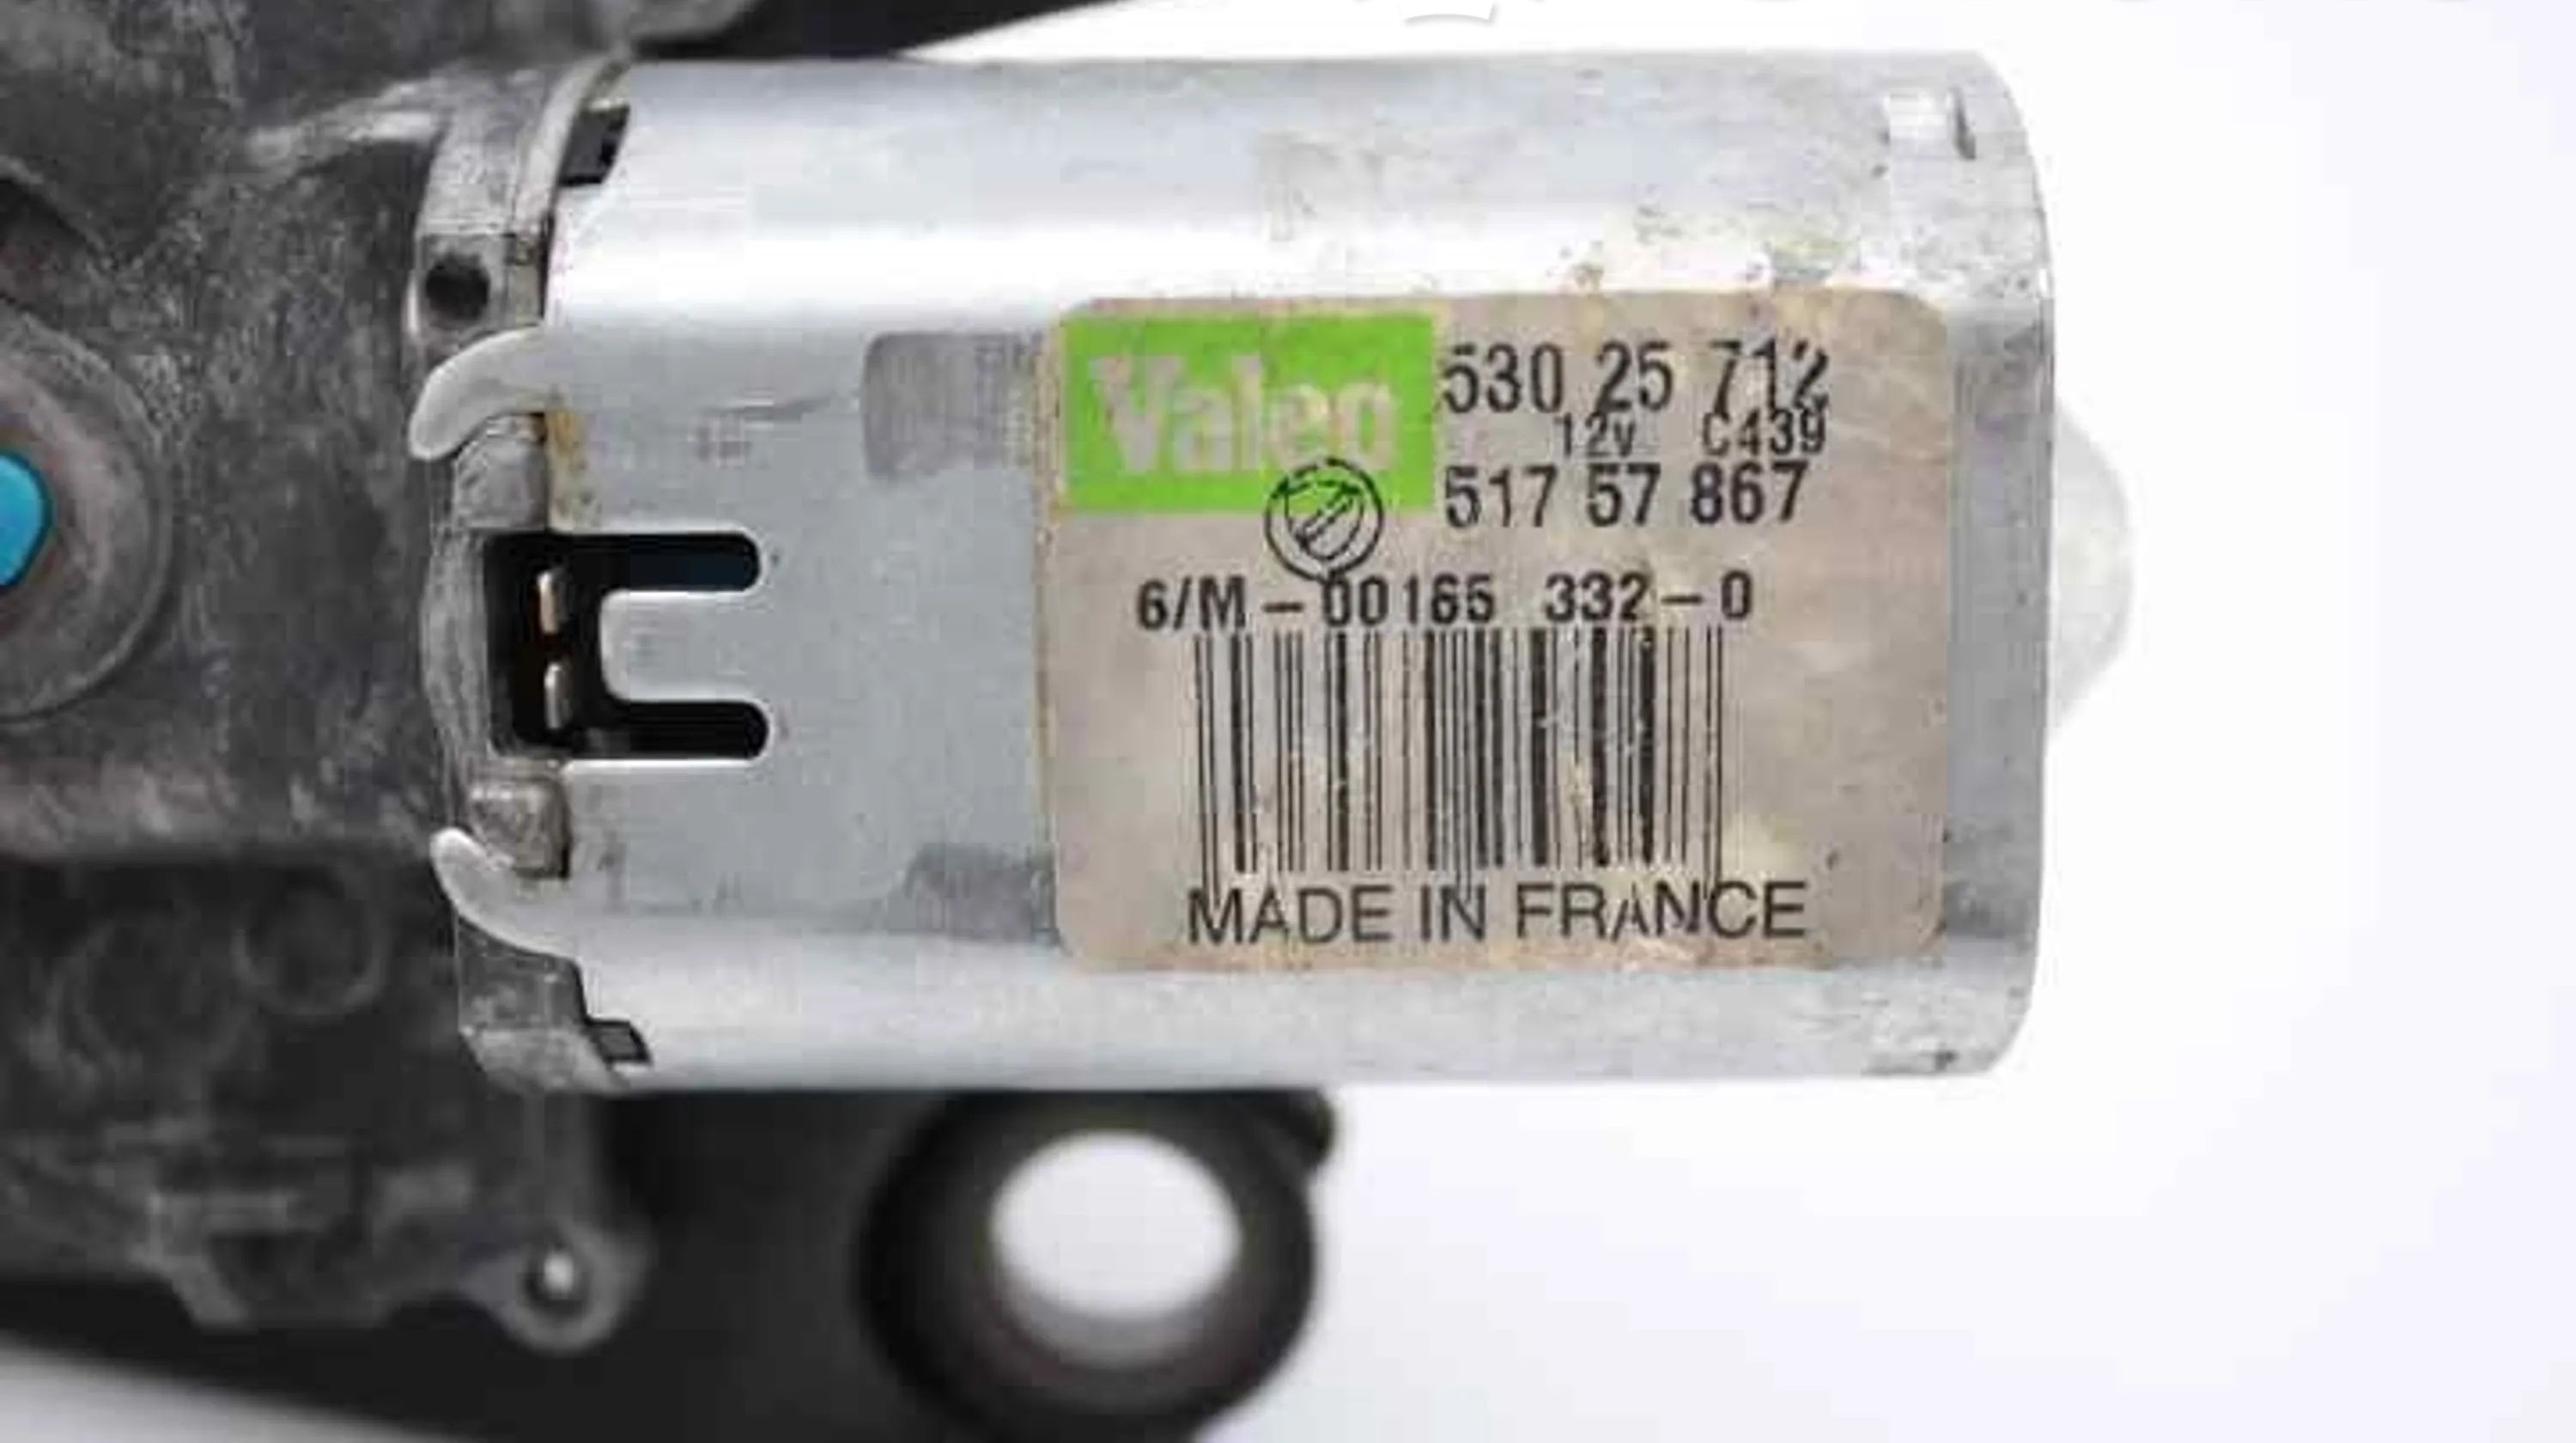 Valeo
530 25 712
12v C439
517 57 867
6/M-00165 332-0
MADE IN FRANCE